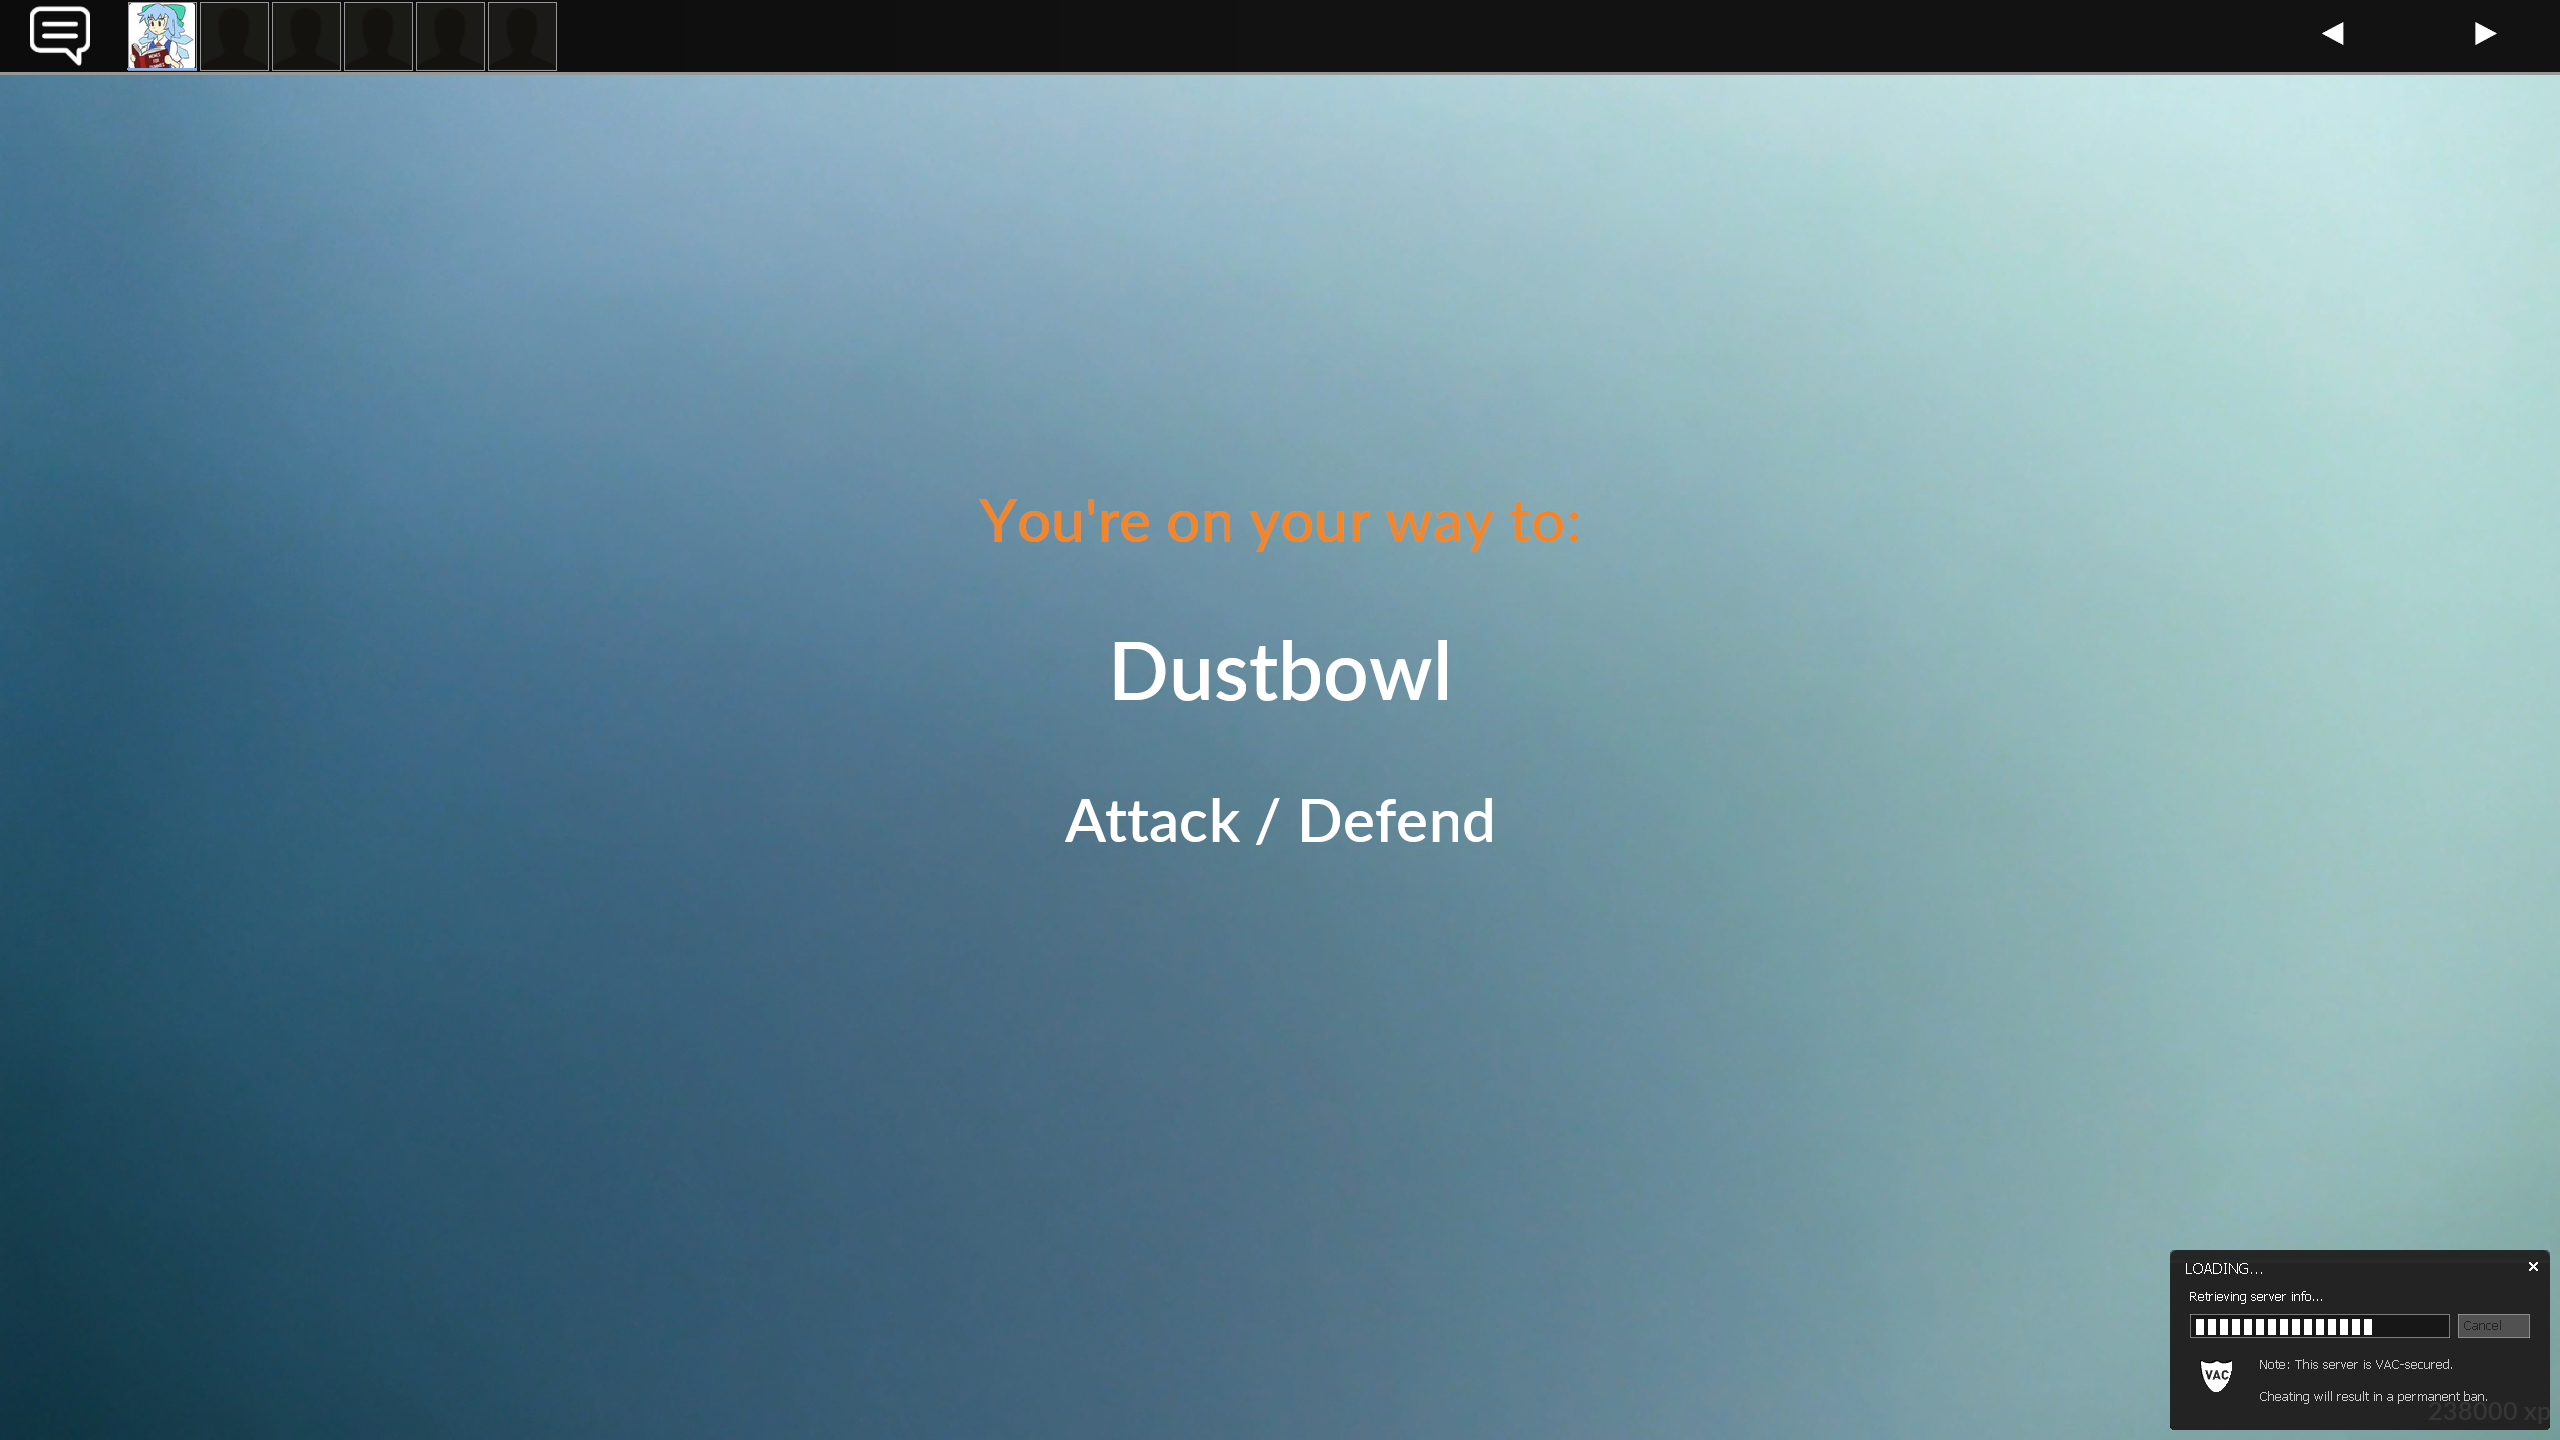 You're on your way to:
Dustbowl
Attack / Defend
LOADING...
Retrieving server info...
Cancel
VAC
Note: This server is VAC-secured.
Cheating will result in a permanent ban.
238000 xp